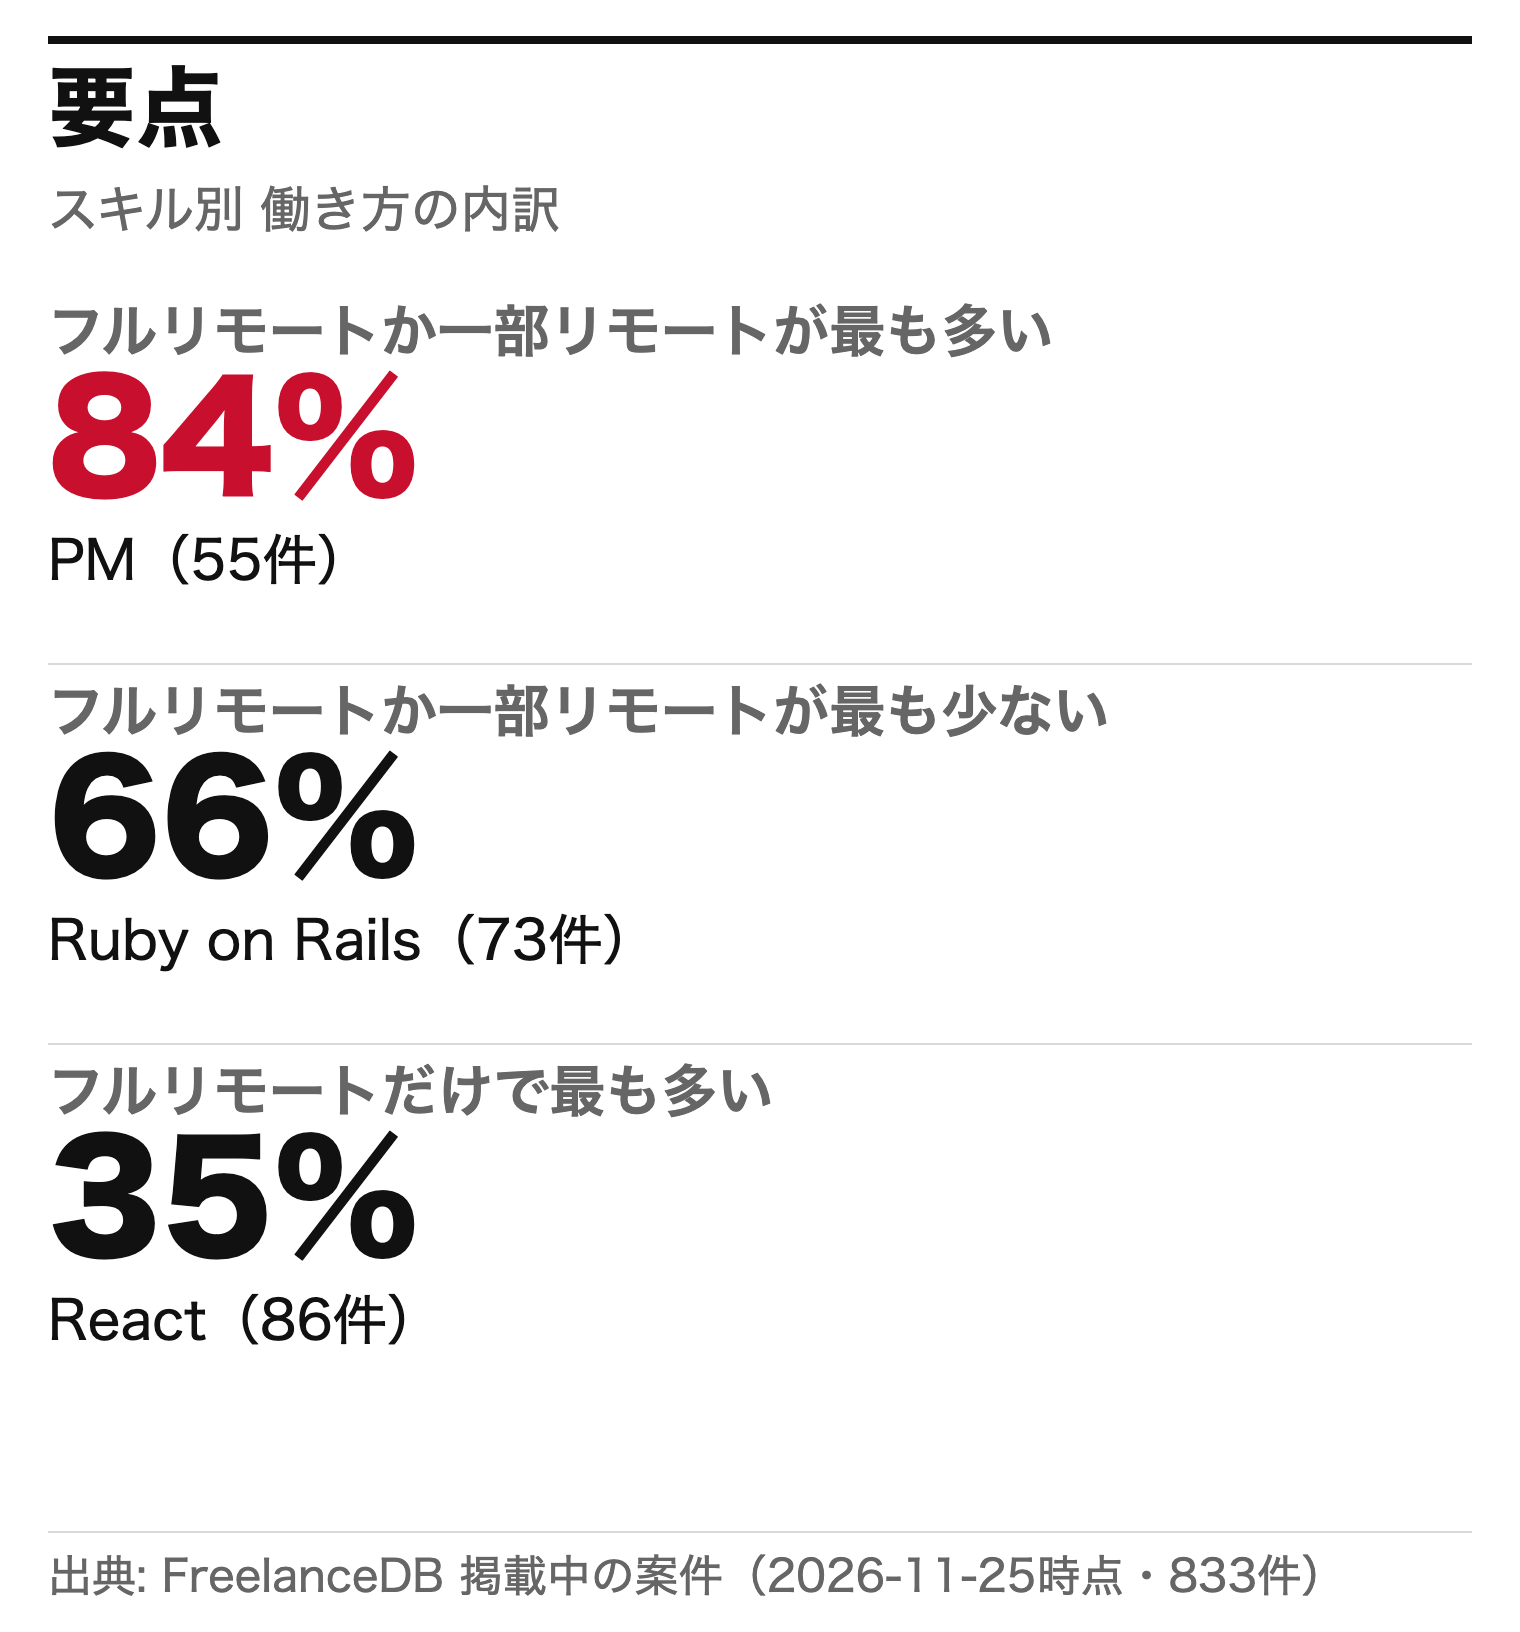 要点
スキル別 働き方の内訳
フルリモートか一部リモートが最も多い
84%
PM（55件）
フルリモートか一部リモートが最も少ない
66%
Ruby on Rails（73件）
フルリモートだけで最も多い
35%
React（86件）
出典: FreelanceDB 掲載中の案件（2026-11-25時点・833件）